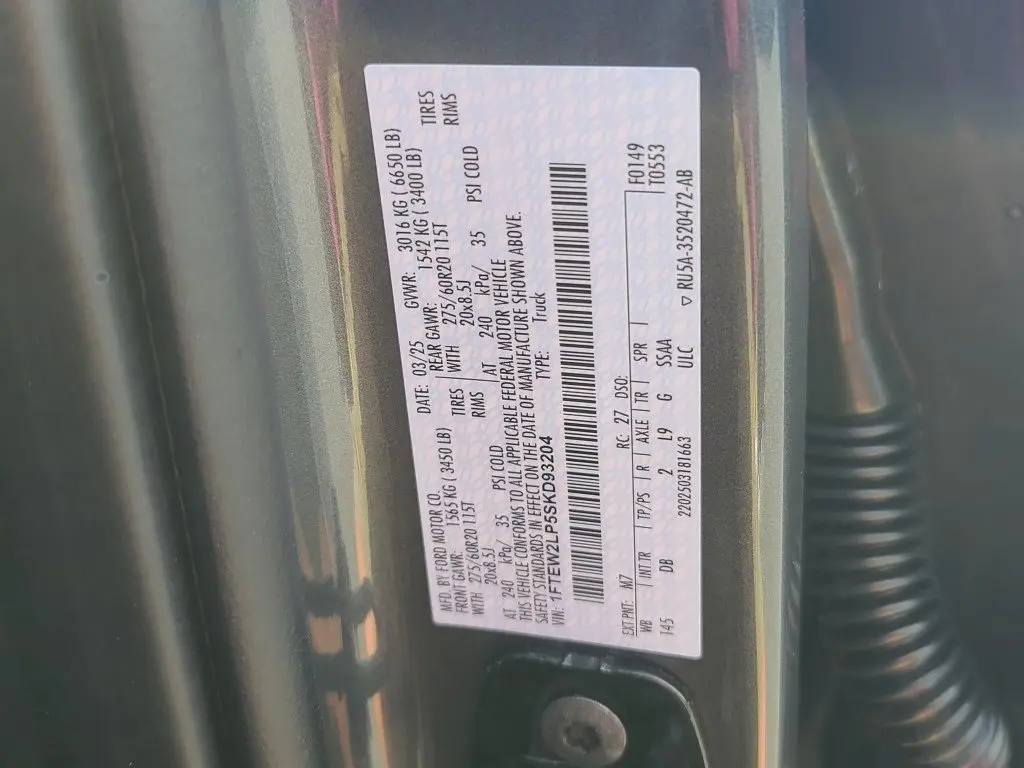 MFD. BY FORD MOTOR CO.
DATE: 03/25 GVWR: 3016 KG ( 6650 LB)
FRONT GAWR: 1565 KG ( 3450 LB) REAR GAWR: 1542 KG ( 3400 LB)
WITH 275/60R20 115T TIRES WITH 275/60R20 115T TIRES
20x8.5J RIMS 20x8.5J RIMS
AT 240 kPa/ 35 PSI COLD AT 240 kPa/ 35 PSI COLD
THIS VEHICLE CONFORMS TO ALL APPLICABLE FEDERAL MOTOR VEHICLE
SAFETY STANDARDS IN EFFECT ON THE DATE OF MANUFACTURE SHOWN ABOVE.
VIN: 1FTEW2LP5SKD93204 TYPE: Truck
EXT PNT: M7 RC: 27 DSO: F0149
WB INT TR TP/PS R AXLE TR SPR T0553
145 DB 2 L9 G SSAA
2202503181663 ULC ▽ RU5A-3520472-AB